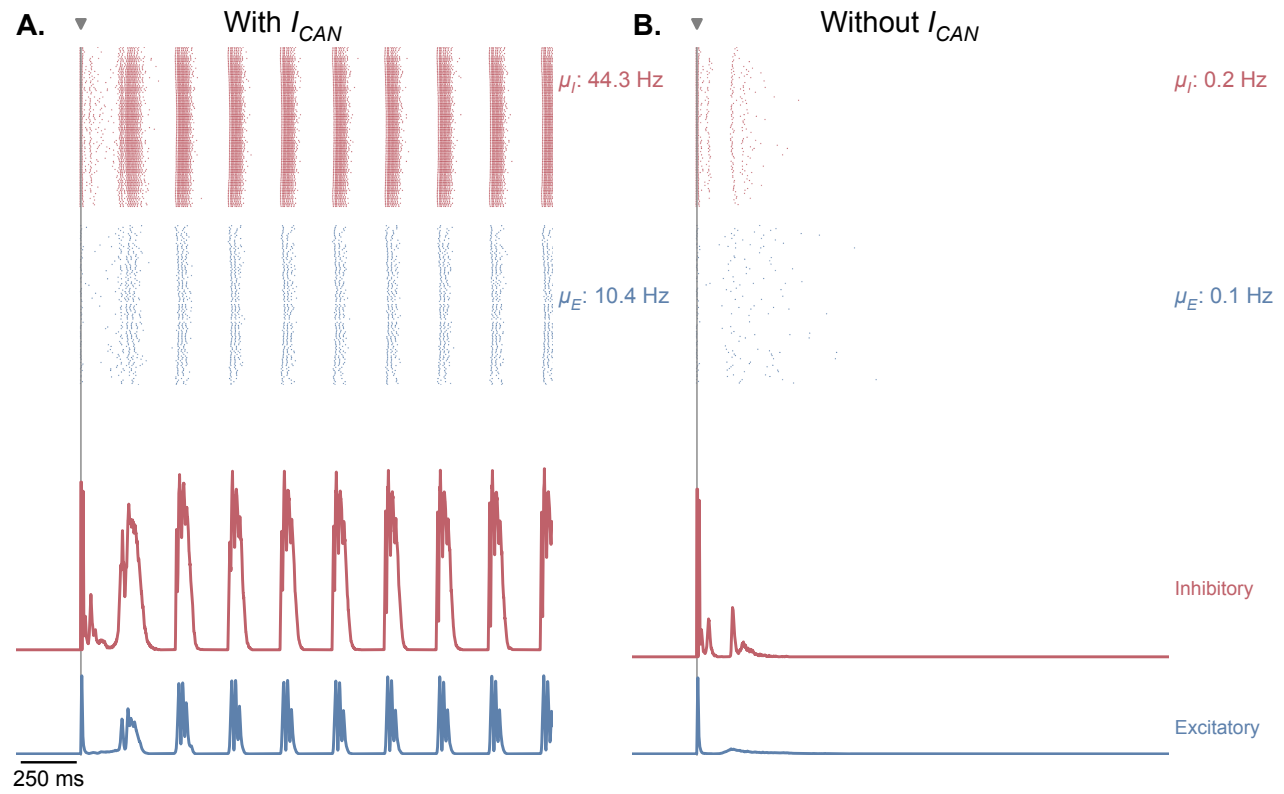 A.
With I_CAN
μ_I: 44.3 Hz
μ_E: 10.4 Hz
250 ms
B.
Without I_CAN
μ_I: 0.2 Hz
μ_E: 0.1 Hz
Inhibitory
Excitatory